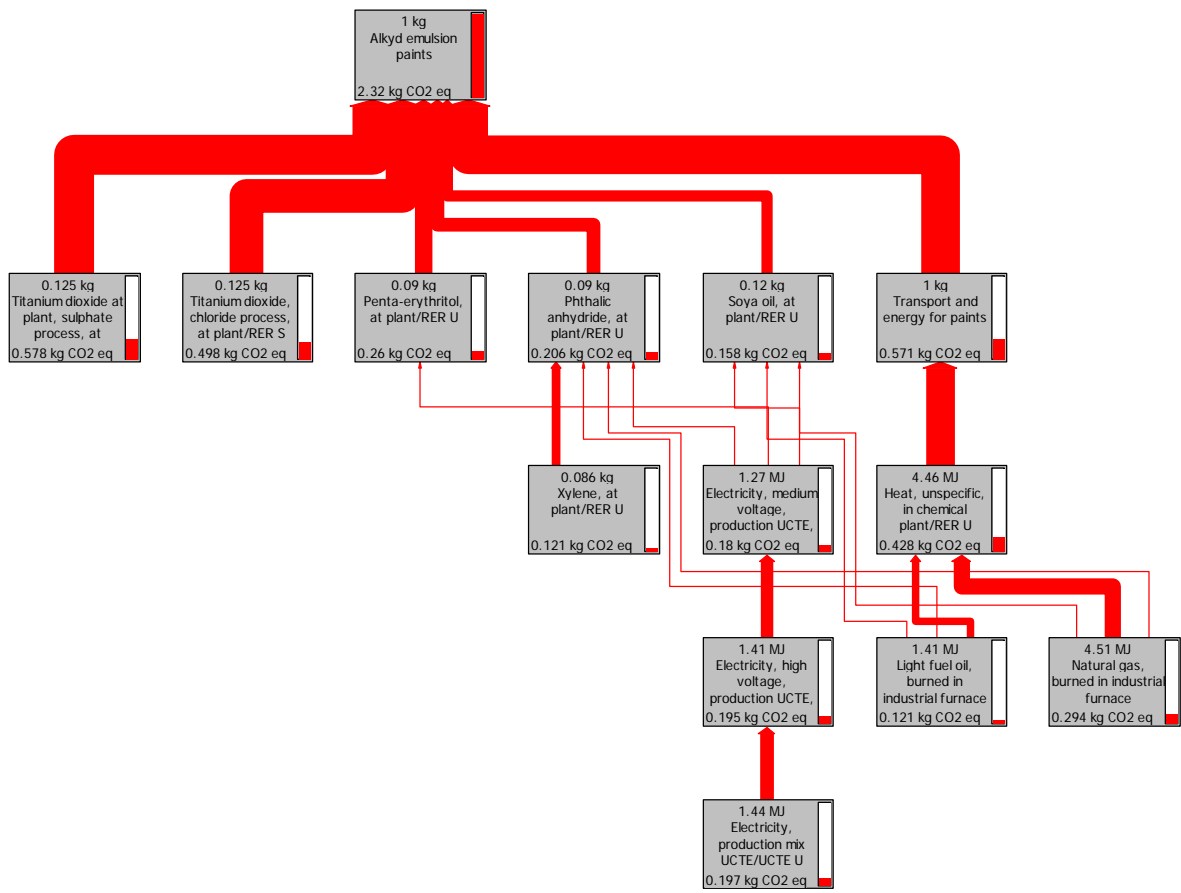 1 kg
Alkyd emulsion
paints
2.32 kg CO2 eq
0.125 kg
Titanium dioxide at
plant, sulphate
process, at
0.578 kg CO2 eq
0.125 kg
Titanium dioxide,
chloride process,
at plant/RER S
0.498 kg CO2 eq
0.09 kg
Penta-erythritol,
at plant/RER U
0.26 kg CO2 eq
0.09 kg
Phthalic
anhydride, at
plant/RER U
0.206 kg CO2 eq
0.12 kg
Soya oil, at
plant/RER U
0.158 kg CO2 eq
1 kg
Transport and
energy for paints
0.571 kg CO2 eq
0.086 kg
Xylene, at
plant/RER U
0.121 kg CO2 eq
1.27 MJ
Electricity, medium
voltage,
production UCTE,
0.18 kg CO2 eq
4.46 MJ
Heat, unspecific,
in chemical
plant/RER U
0.428 kg CO2 eq
1.41 MJ
Electricity, high
voltage,
production UCTE,
0.195 kg CO2 eq
1.41 MJ
Light fuel oil,
burned in
industrial furnace
0.121 kg CO2 eq
4.51 MJ
Natural gas,
burned in industrial
furnace
0.294 kg CO2 eq
1.44 MJ
Electricity,
production mix
UCTE/UCTE U
0.197 kg CO2 eq